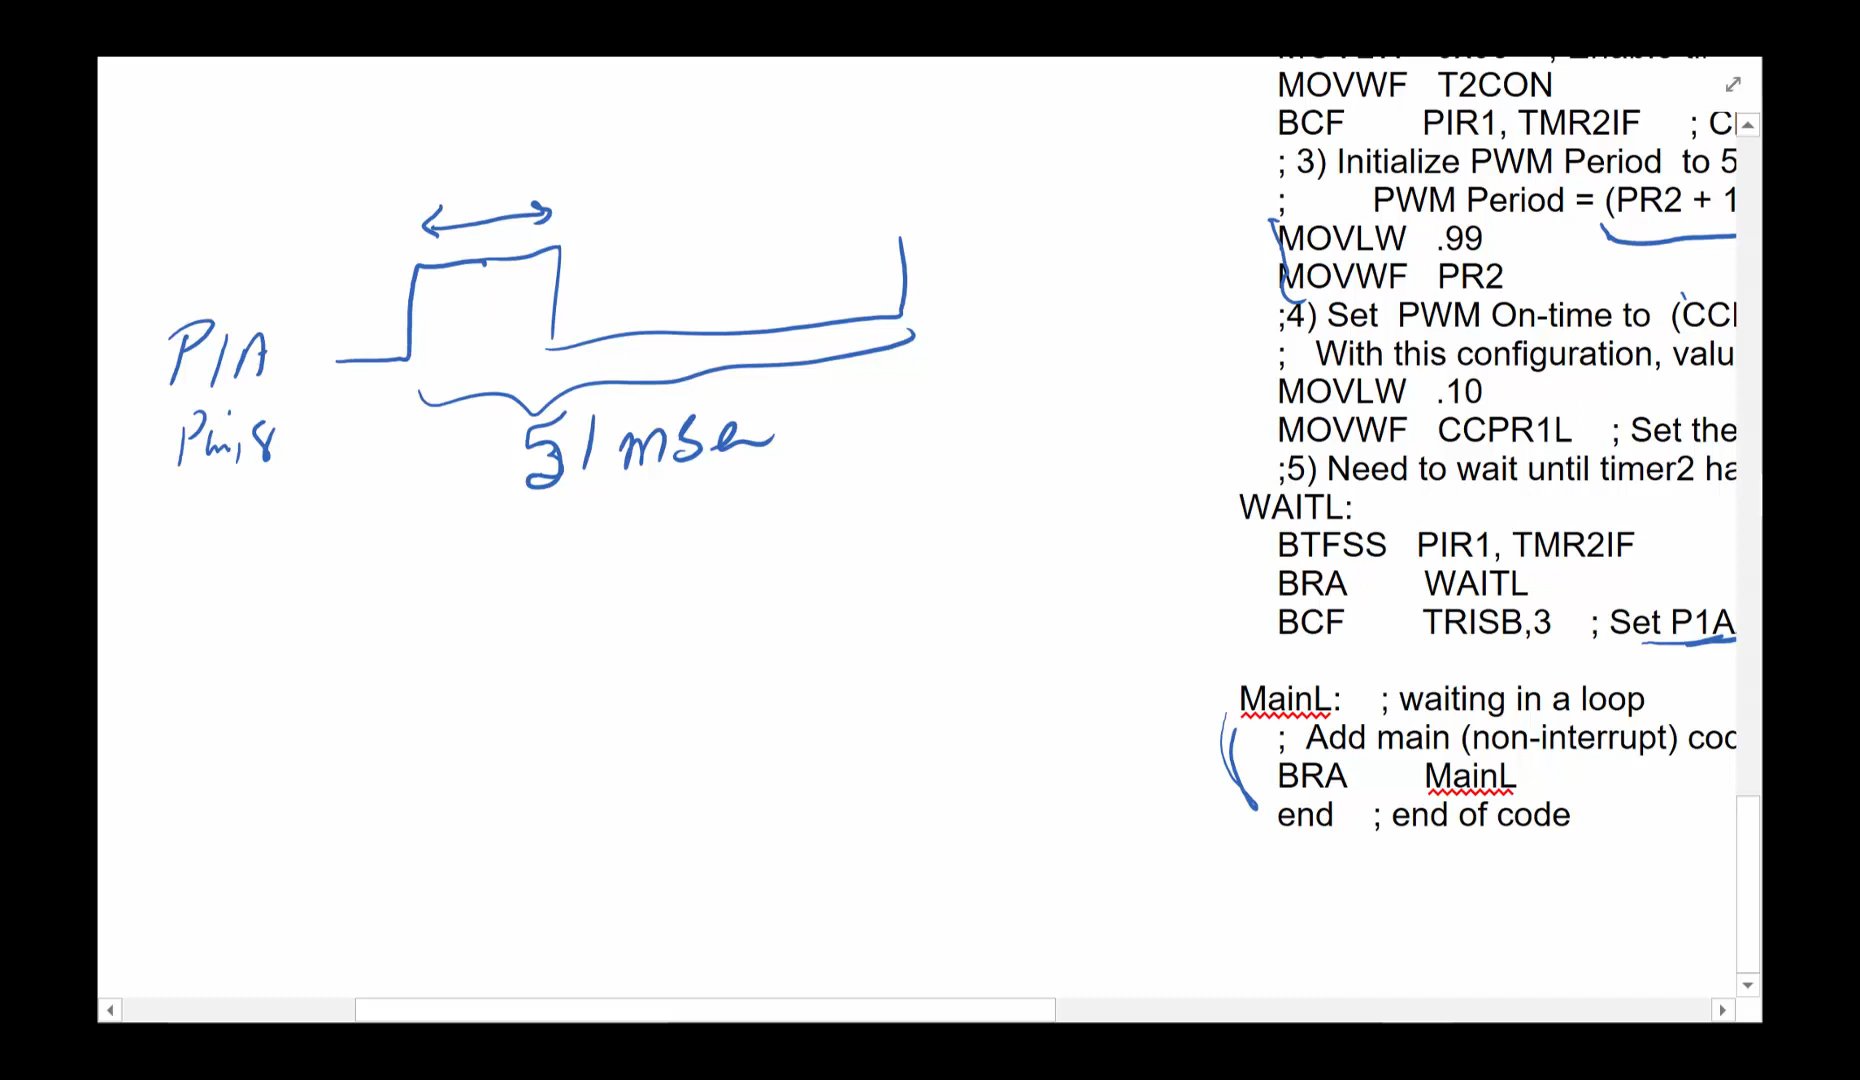 MOVWF T2CON
BCF PIR1, TMR2IF ; C
; 3) Initialize PWM Period to 5
; PWM Period = (PR2 + 1
MOVLW .99
MOVWF PR2
;4) Set PWM On-time to (CCI
; With this configuration, valu
MOVLW .10
MOVWF CCPR1L ; Set the
;5) Need to wait until timer2 ha
WAITL:
BTFSS PIR1, TMR2IF
BRA WAITL
BCF TRISB,3 ; Set P1A
MainL: ; waiting in a loop
; Add main (non-interrupt) coc
BRA MainL
end ; end of code
P1A
Pin, 8